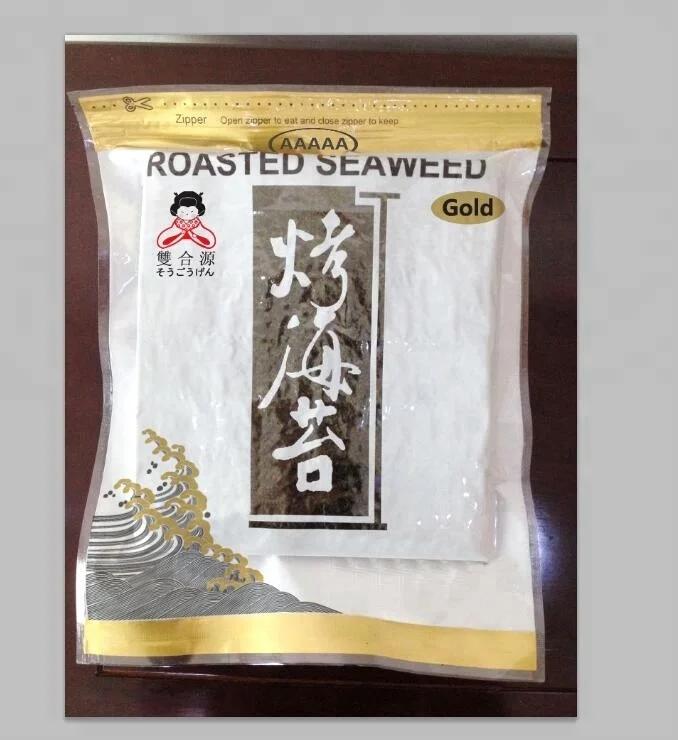 Zipper Open zipper to eat and close zipper to keep
AAAAA
ROASTED SEAWEED
Gold
雙合源
そうごうげん
烤海苔